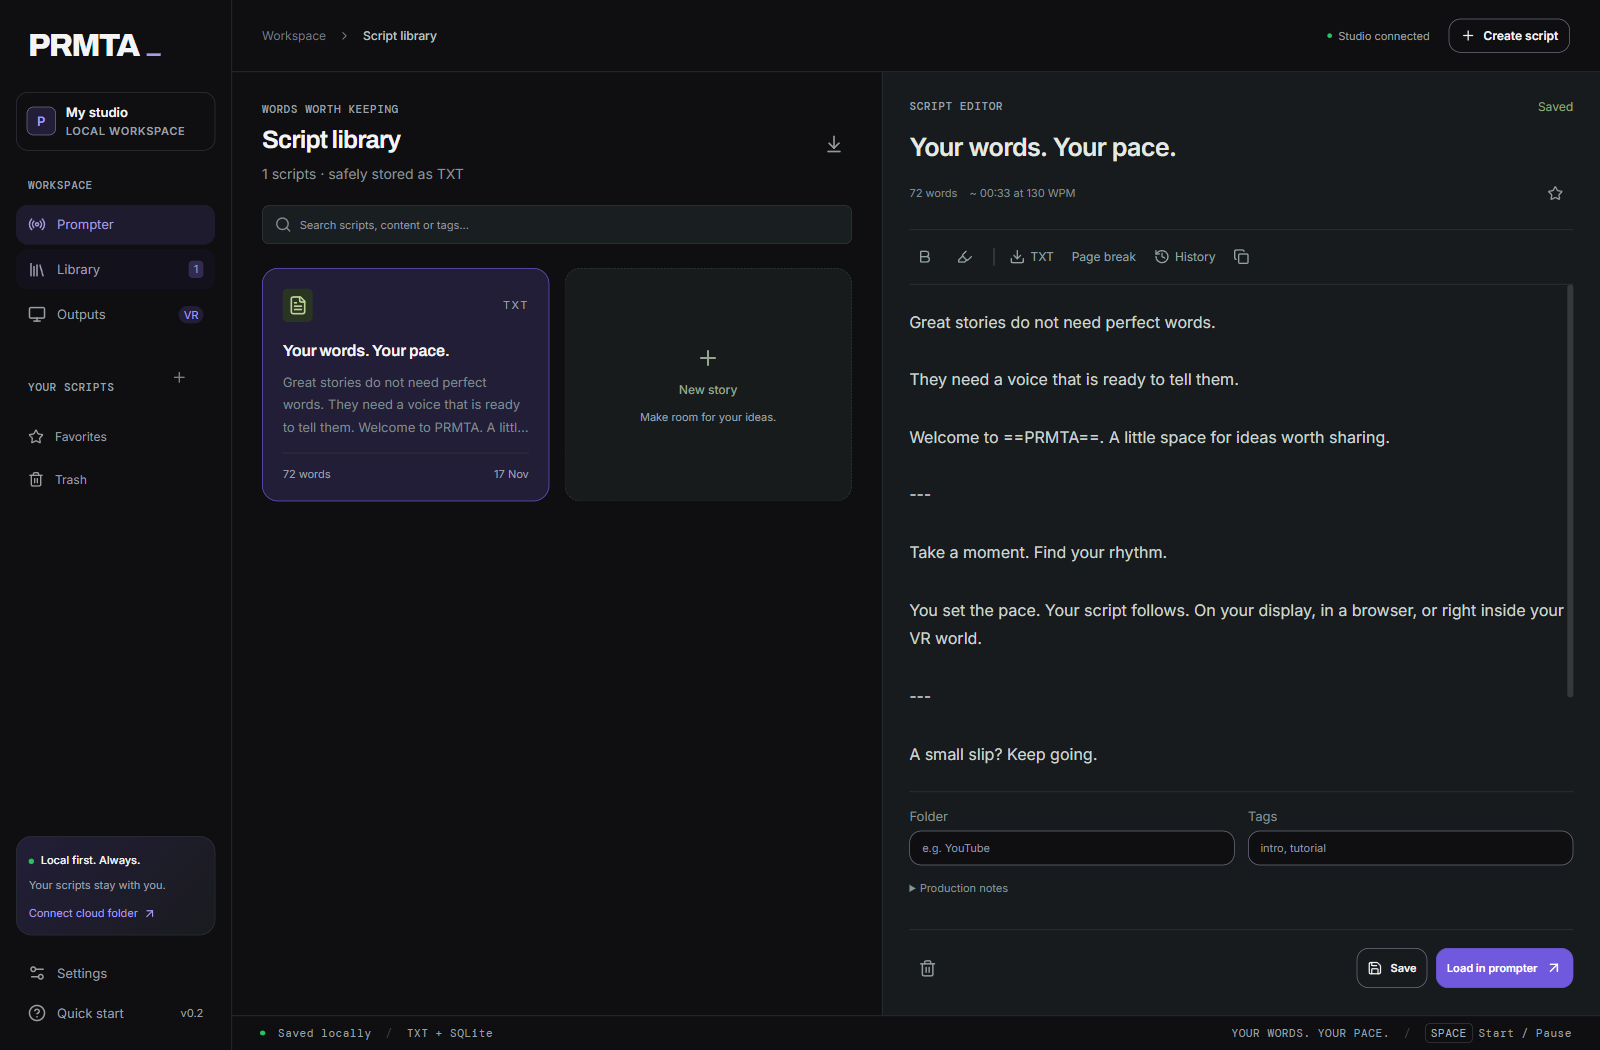 PRMTA _
P
My studio
LOCAL WORKSPACE
WORKSPACE
Prompter
Library
1
Outputs
VR
YOUR SCRIPTS
Favorites
Trash
Local first. Always.
Your scripts stay with you.
Connect cloud folder
Settings
Quick start
v0.2
Workspace
Script library
Studio connected
Create script
WORDS WORTH KEEPING
Script library
1 scripts · safely stored as TXT
Search scripts, content or tags...
TXT
Your words. Your pace.
Great stories do not need perfect
words. They need a voice that is ready
to tell them. Welcome to PRMTA. A littl...
72 words
17 Nov
New story
Make room for your ideas.
SCRIPT EDITOR
Saved
Your words. Your pace.
72 words
~ 00:33 at 130 WPM
B
TXT
Page break
History
Great stories do not need perfect words.
They need a voice that is ready to tell them.
Welcome to ==PRMTA==. A little space for ideas worth sharing.
---
Take a moment. Find your rhythm.
You set the pace. Your script follows. On your display, in a browser, or right inside your
VR world.
---
A small slip? Keep going.
Folder
Tags
e.g. YouTube
intro, tutorial
Production notes
Save
Load in prompter
Saved locally / TXT + SQLite
YOUR WORDS. YOUR PACE. / SPACE Start / Pause